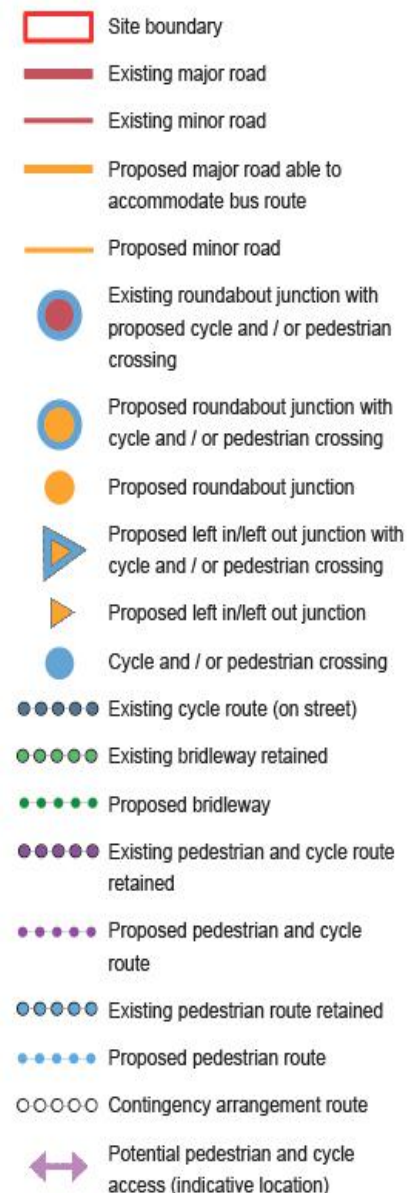 Site boundary
Existing major road
Existing minor road
Proposed major road able to
accommodate bus route
Proposed minor road
Existing roundabout junction with
proposed cycle and / or pedestrian
crossing
Proposed roundabout junction with
cycle and / or pedestrian crossing
Proposed roundabout junction
Proposed left in/left out junction with
cycle and / or pedestrian crossing
Proposed left in/left out junction
Cycle and / or pedestrian crossing
Existing cycle route (on street)
Existing bridleway retained
Proposed bridleway
Existing pedestrian and cycle route
retained
Proposed pedestrian and cycle
route
Existing pedestrian route retained
Proposed pedestrian route
Contingency arrangement route
Potential pedestrian and cycle
access (indicative location)